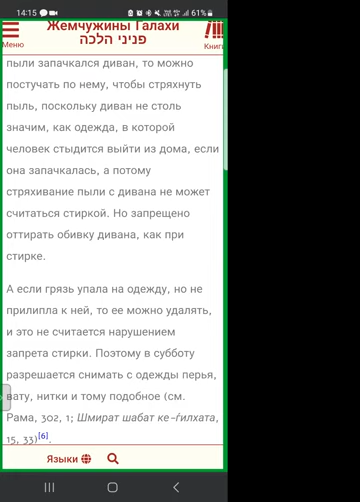 14:15
61%
Жемчужины Галахи
פניני הלכה
Меню
Книги
пыли запачкался диван, то можно
постучать по нему, чтобы стряхнуть
пыль, поскольку диван не столь
значим, как одежда, в которой
человек стыдится выйти из дома, если
она запачкалась, а потому
стряхивание пыли с дивана не может
считаться стиркой. Но запрещено
оттирать обивку дивана, как при
стирке.
А если грязь упала на одежду, но не
прилипла к ней, то ее можно удалять,
и это не считается нарушением
запрета стирки. Поэтому в субботу
разрешается снимать с одежды перья,
вату, нитки и тому подобное (см.
Рама, 302, 1; Шмират шабат ке-ѓилхата,
15, 33)[6].
Языки